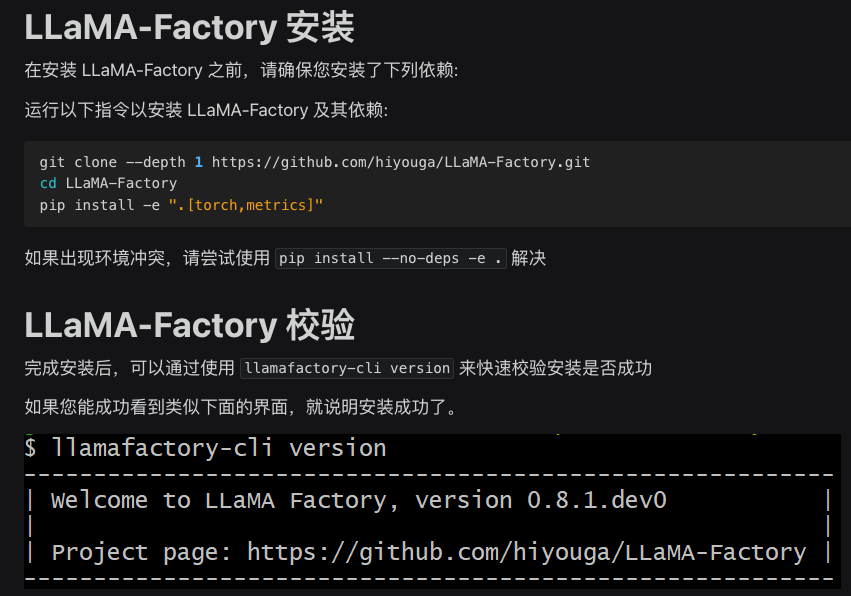 LLaMA-Factory 安装
在安装 LLaMA-Factory 之前，请确保您安装了下列依赖:
运行以下指令以安装 LLaMA-Factory 及其依赖:
git clone --depth 1 https://github.com/hiyouga/LLaMA-Factory.git
cd LLaMA-Factory
pip install -e ".[torch,metrics]"
如果出现环境冲突，请尝试使用 pip install --no-deps -e . 解决
LLaMA-Factory 校验
完成安装后，可以通过使用 llamafactory-cli version 来快速校验安装是否成功
如果您能成功看到类似下面的界面，就说明安装成功了。
$ llamafactory-cli version
----------------------------------------------------------
| Welcome to LLaMA Factory, version 0.8.1.dev0           |
|                                                        |
| Project page: https://github.com/hiyouga/LLaMA-Factory |
----------------------------------------------------------